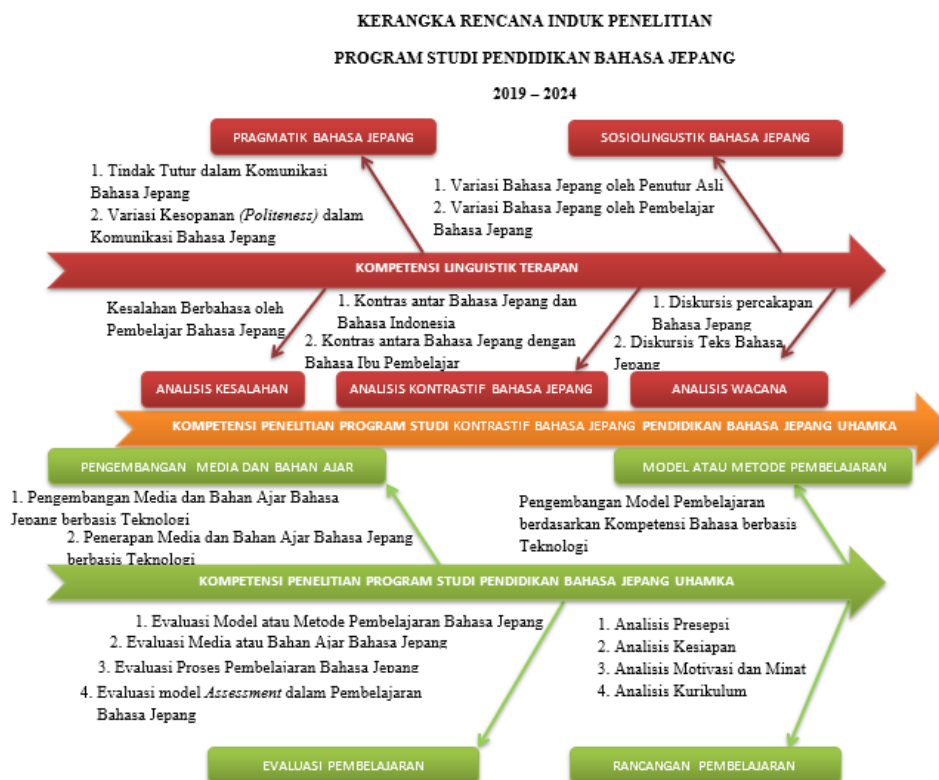 KERANGKA RENCANA INDUK PENELITIAN
PROGRAM STUDI PENDIDIKAN BAHASA JEPANG
2019 – 2024
PRAGMATIK BAHASA JEPANG
SOSIOLINGUSTIK BAHASA JEPANG
1. Tindak Tutur dalam Komunikasi
Bahasa Jepang
2. Variasi Kesopanan (Politeness) dalam
Komunikasi Bahasa Jepang
1. Variasi Bahasa Jepang oleh Penutur Asli
2. Variasi Bahasa Jepang oleh Pembelajar
Bahasa Jepang
KOMPETENSI LINGUISTIK TERAPAN
Kesalahan Berbahasa oleh
Pembelajar Bahasa Jepang
1. Kontras antar Bahasa Jepang dan
Bahasa Indonesia
2. Kontras antara Bahasa Jepang dengan
Bahasa Ibu Pembelajar
1. Diskursis percakapan
Bahasa Jepang
2. Diskursis Teks Bahasa
Jepang
ANALISIS KESALAHAN
ANALISIS KONTRASTIF BAHASA JEPANG
ANALISIS WACANA
KOMPETENSI PENELITIAN PROGRAM STUDI KONTRASTIF BAHASA JEPANG PENDIDIKAN BAHASA JEPANG UHAMKA
PENGEMBANGAN MEDIA DAN BAHAN AJAR
MODEL ATAU METODE PEMBELAJARAN
1. Pengembangan Media dan Bahan Ajar Bahasa
Jepang berbasis Teknologi
2. Penerapan Media dan Bahan Ajar Bahasa Jepang
berbasis Teknologi
Pengembangan Model Pembelajaran
berdasarkan Kompetensi Bahasa berbasis
Teknologi
KOMPETENSI PENELITIAN PROGRAM STUDI PENDIDIKAN BAHASA JEPANG UHAMKA
1. Evaluasi Model atau Metode Pembelajaran Bahasa Jepang
2. Evaluasi Media atau Bahan Ajar Bahasa Jepang
3. Evaluasi Proses Pembelajaran Bahasa Jepang
4. Evaluasi model Assessment dalam Pembelajaran
Bahasa Jepang
1. Analisis Presepsi
2. Analisis Kesiapan
3. Analisis Motivasi dan Minat
4. Analisis Kurikulum
EVALUASI PEMBELAJARAN
RANCANGAN PEMBELAJARAN